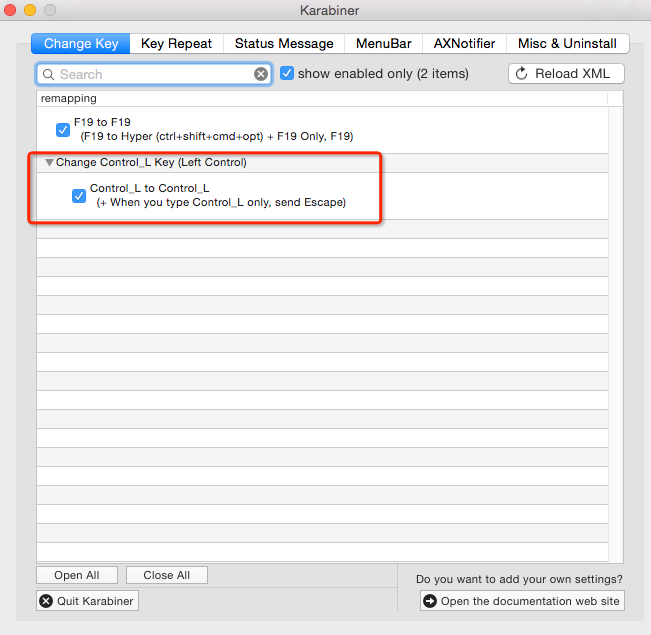 Karabiner
Change Key Key Repeat Status Message MenuBar AXNotifier Misc & Uninstall
Search show enabled only (2 items) Reload XML
remapping
F19 to F19
(F19 to Hyper (ctrl+shift+cmd+opt) + F19 Only, F19)
Change Control_L Key (Left Control)
Control_L to Control_L
(+ When you type Control_L only, send Escape)
Open All Close All
Do you want to add your own settings?
Quit Karabiner Open the documentation web site